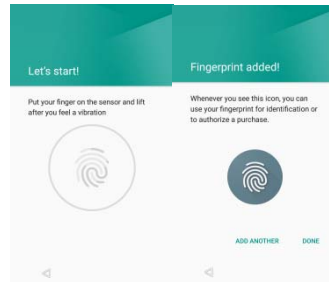 Let's start!
Put your finger on the sensor and lift
after you feel a vibration
Fingerprint added!
Whenever you see this icon, you can
use your fingerprint for identification or
to authorize a purchase.
ADD ANOTHER DONE